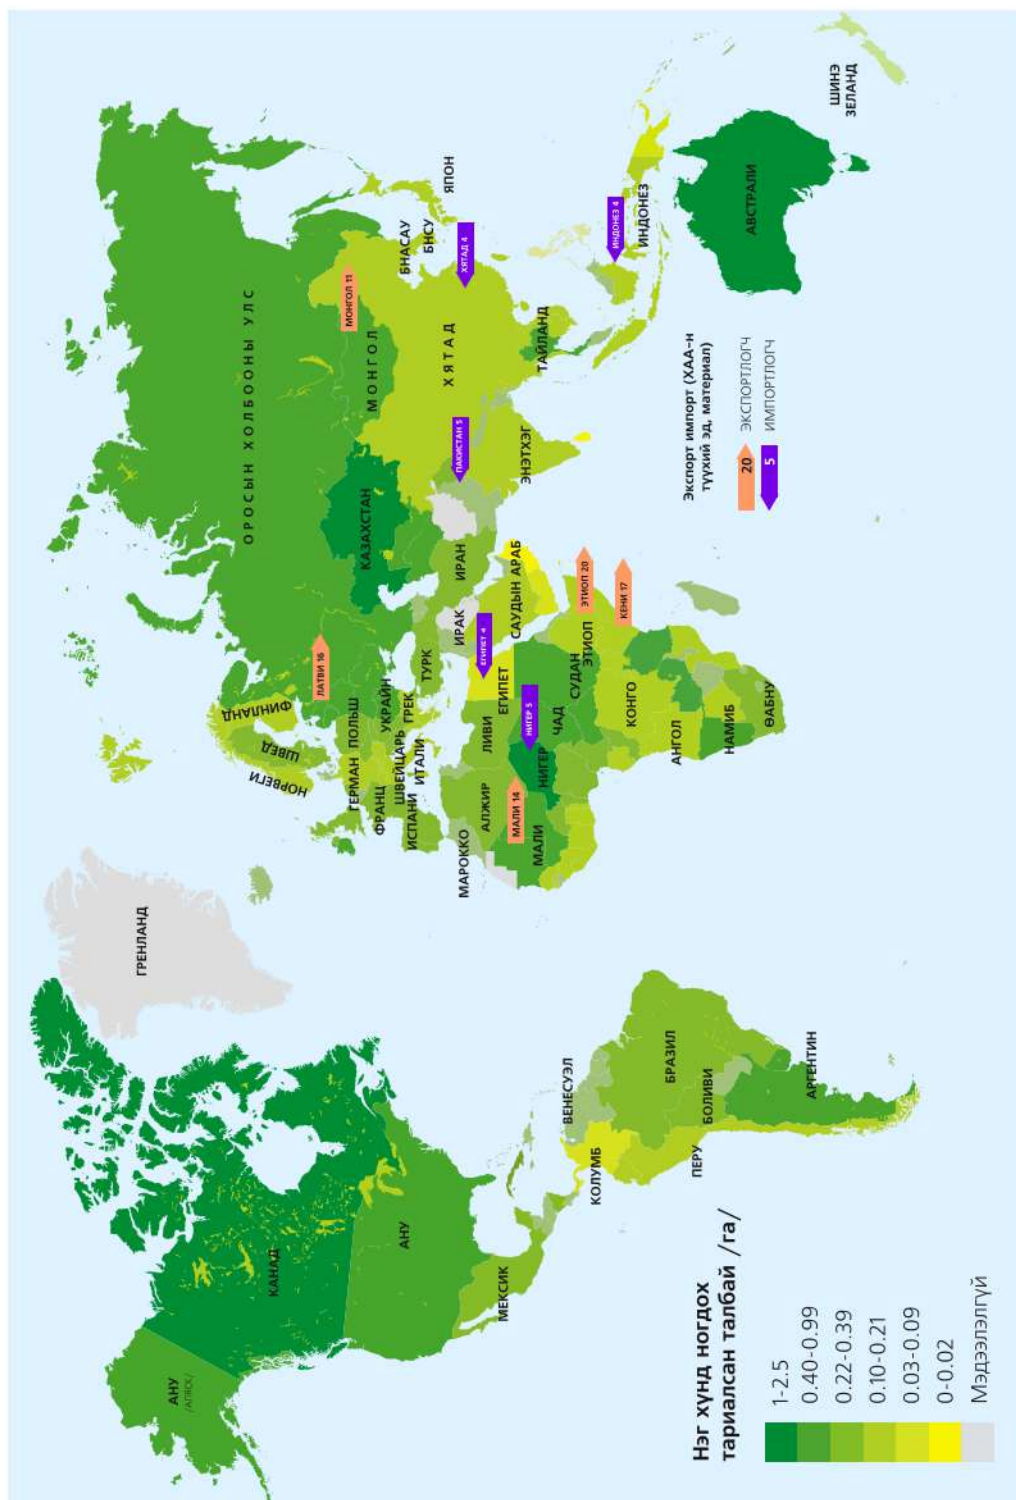 ГРЕНЛАНД
АНУ
/АЛЯСК/
КАНАД
АНУ
МЕКСИК
ВЕНЕСУЭЛ
КОЛУМБ
ПЕРУ
БРАЗИЛ
БОЛИВИ
АРГЕНТИН
НОРВЕГИ
ШВЕД
ФИНЛАНД
ЛАТВИ 16
ОРОСЫН ХОЛБООНЫ УЛС
ГЕРМАН
ПОЛЬШ
ФРАНЦ
ШВЕЙЦАРЬ
УКРАЙН
ИСПАНИ
ИТАЛИ
ГРЕК
ТУРК
КАЗАХСТАН
МОНГОЛ
МОНГОЛ 11
БНАСАУ
БНСУ
ЯПОН
ХЯТАД
ХЯТАД 4
МАРОККО
АЛЖИР
ЛИВИ
ЕГИПЕТ
ЕГИПЕТ 4
ИРАК
ИРАН
САУДЫН АРАБ
ПАКИСТАН 5
ЭНЭТХЭГ
ТАЙЛАНД
МАЛИ
МАЛИ 14
НИГЕР
НИГЕР 5
ЧАД
СУДАН
ЭТИОП
ЭТИОП 20
КЕНИ 17
КОНГО
АНГОЛ
НАМИБ
ӨАБНУ
ИНДОНЕЗ 4
ИНДОНЕЗ
АВСТРАЛИ
ШИНЭ
ЗЕЛАНД
Нэг хүнд ногдох
тариалсан талбай /га/
1-2.5
0.40-0.99
0.22-0.39
0.10-0.21
0.03-0.09
0-0.02
Мэдээлэлгүй
Экспорт импорт (ХАА-н
түүхий эд, материал)
20 ЭКСПОРТЛОГЧ
5 ИМПОРТЛОГЧ